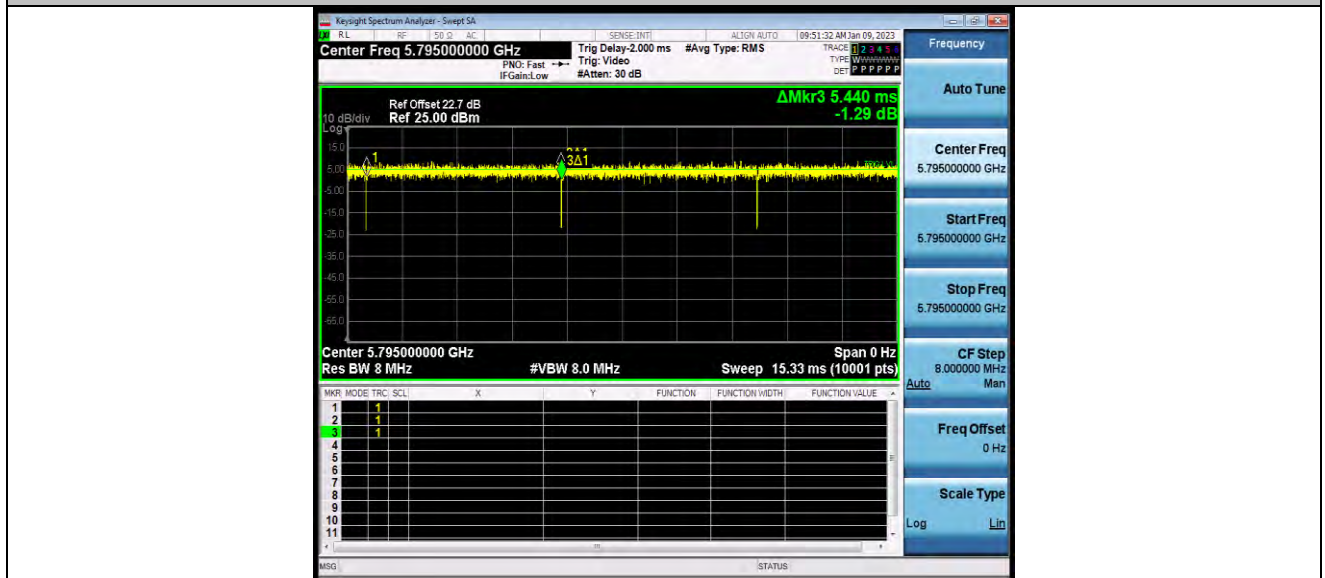 Keysight Spectrum Analyzer - Swept SA
RL RF 50 Ω AC SENSE:INT ALIGN AUTO 09:51:32 AM Jan 09, 2023
Center Freq 5.795000000 GHz
Trig Delay-2.000 ms #Avg Type: RMS
TRACE 1 2 3 4 5 6
PNO: Fast Trig: Video
TYPE W
IFGain:Low #Atten: 30 dB
DET P P P P P P
ΔMkr3 5.440 ms
-1.29 dB
Ref Offset 22.7 dB
10 dB/div Ref 25.00 dBm
Log
15.0
1
3Δ1
5.00
-5.00
-15.0
-25.0
-35.0
-45.0
-55.0
-65.0
Center 5.795000000 GHz Span 0 Hz
Res BW 8 MHz #VBW 8.0 MHz Sweep 15.33 ms (10001 pts)
MKR MODE TRC SCL X Y FUNCTION FUNCTION WIDTH FUNCTION VALUE
1 1
2 1
3 1
4
5
6
7
8
9
10
11
MSG STATUS
Frequency
Auto Tune
Center Freq
5.795000000 GHz
Start Freq
5.795000000 GHz
Stop Freq
5.795000000 GHz
CF Step
8.000000 MHz
Auto Man
Freq Offset
0 Hz
Scale Type
Log Lin